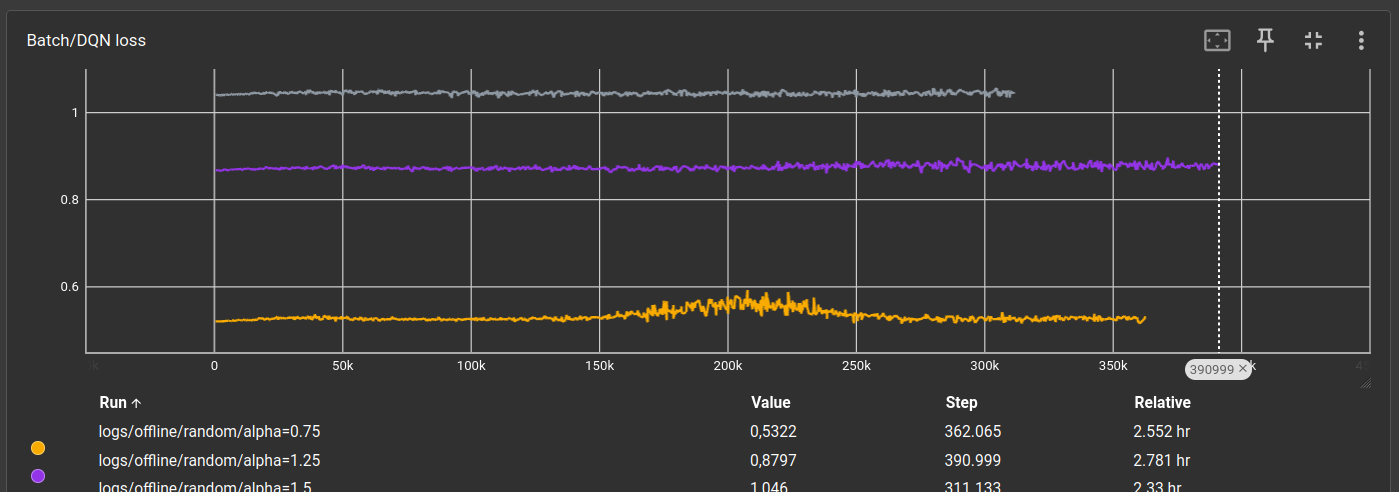 Batch/DQN loss
1
0.8
0.6
0 50k 100k 150k 200k 250k 300k 350k
390999 ×
Run ↑ Value Step Relative
logs/offline/random/alpha=0.75 0,5322 362.065 2.552 hr
logs/offline/random/alpha=1.25 0,8797 390.999 2.781 hr
logs/offline/random/alpha=1.5 1,046 311.133 2.33 hr